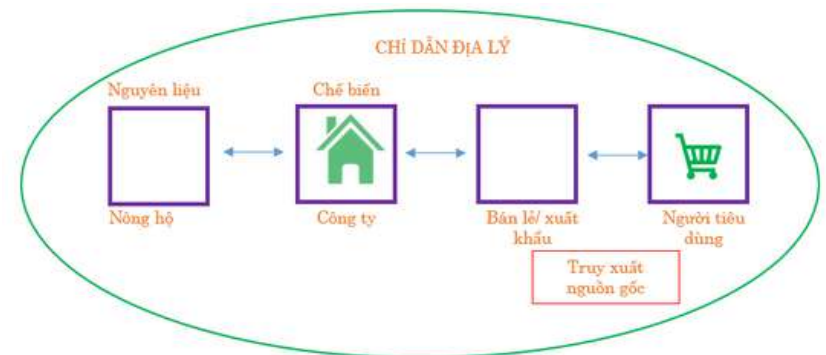 CHỈ DẪN ĐỊA LÝ
Nguyên liệu
Chế biến
Nông hộ
Công ty
Bán lẻ/ xuất
khẩu
Người tiêu
dùng
Truy xuất
nguồn gốc